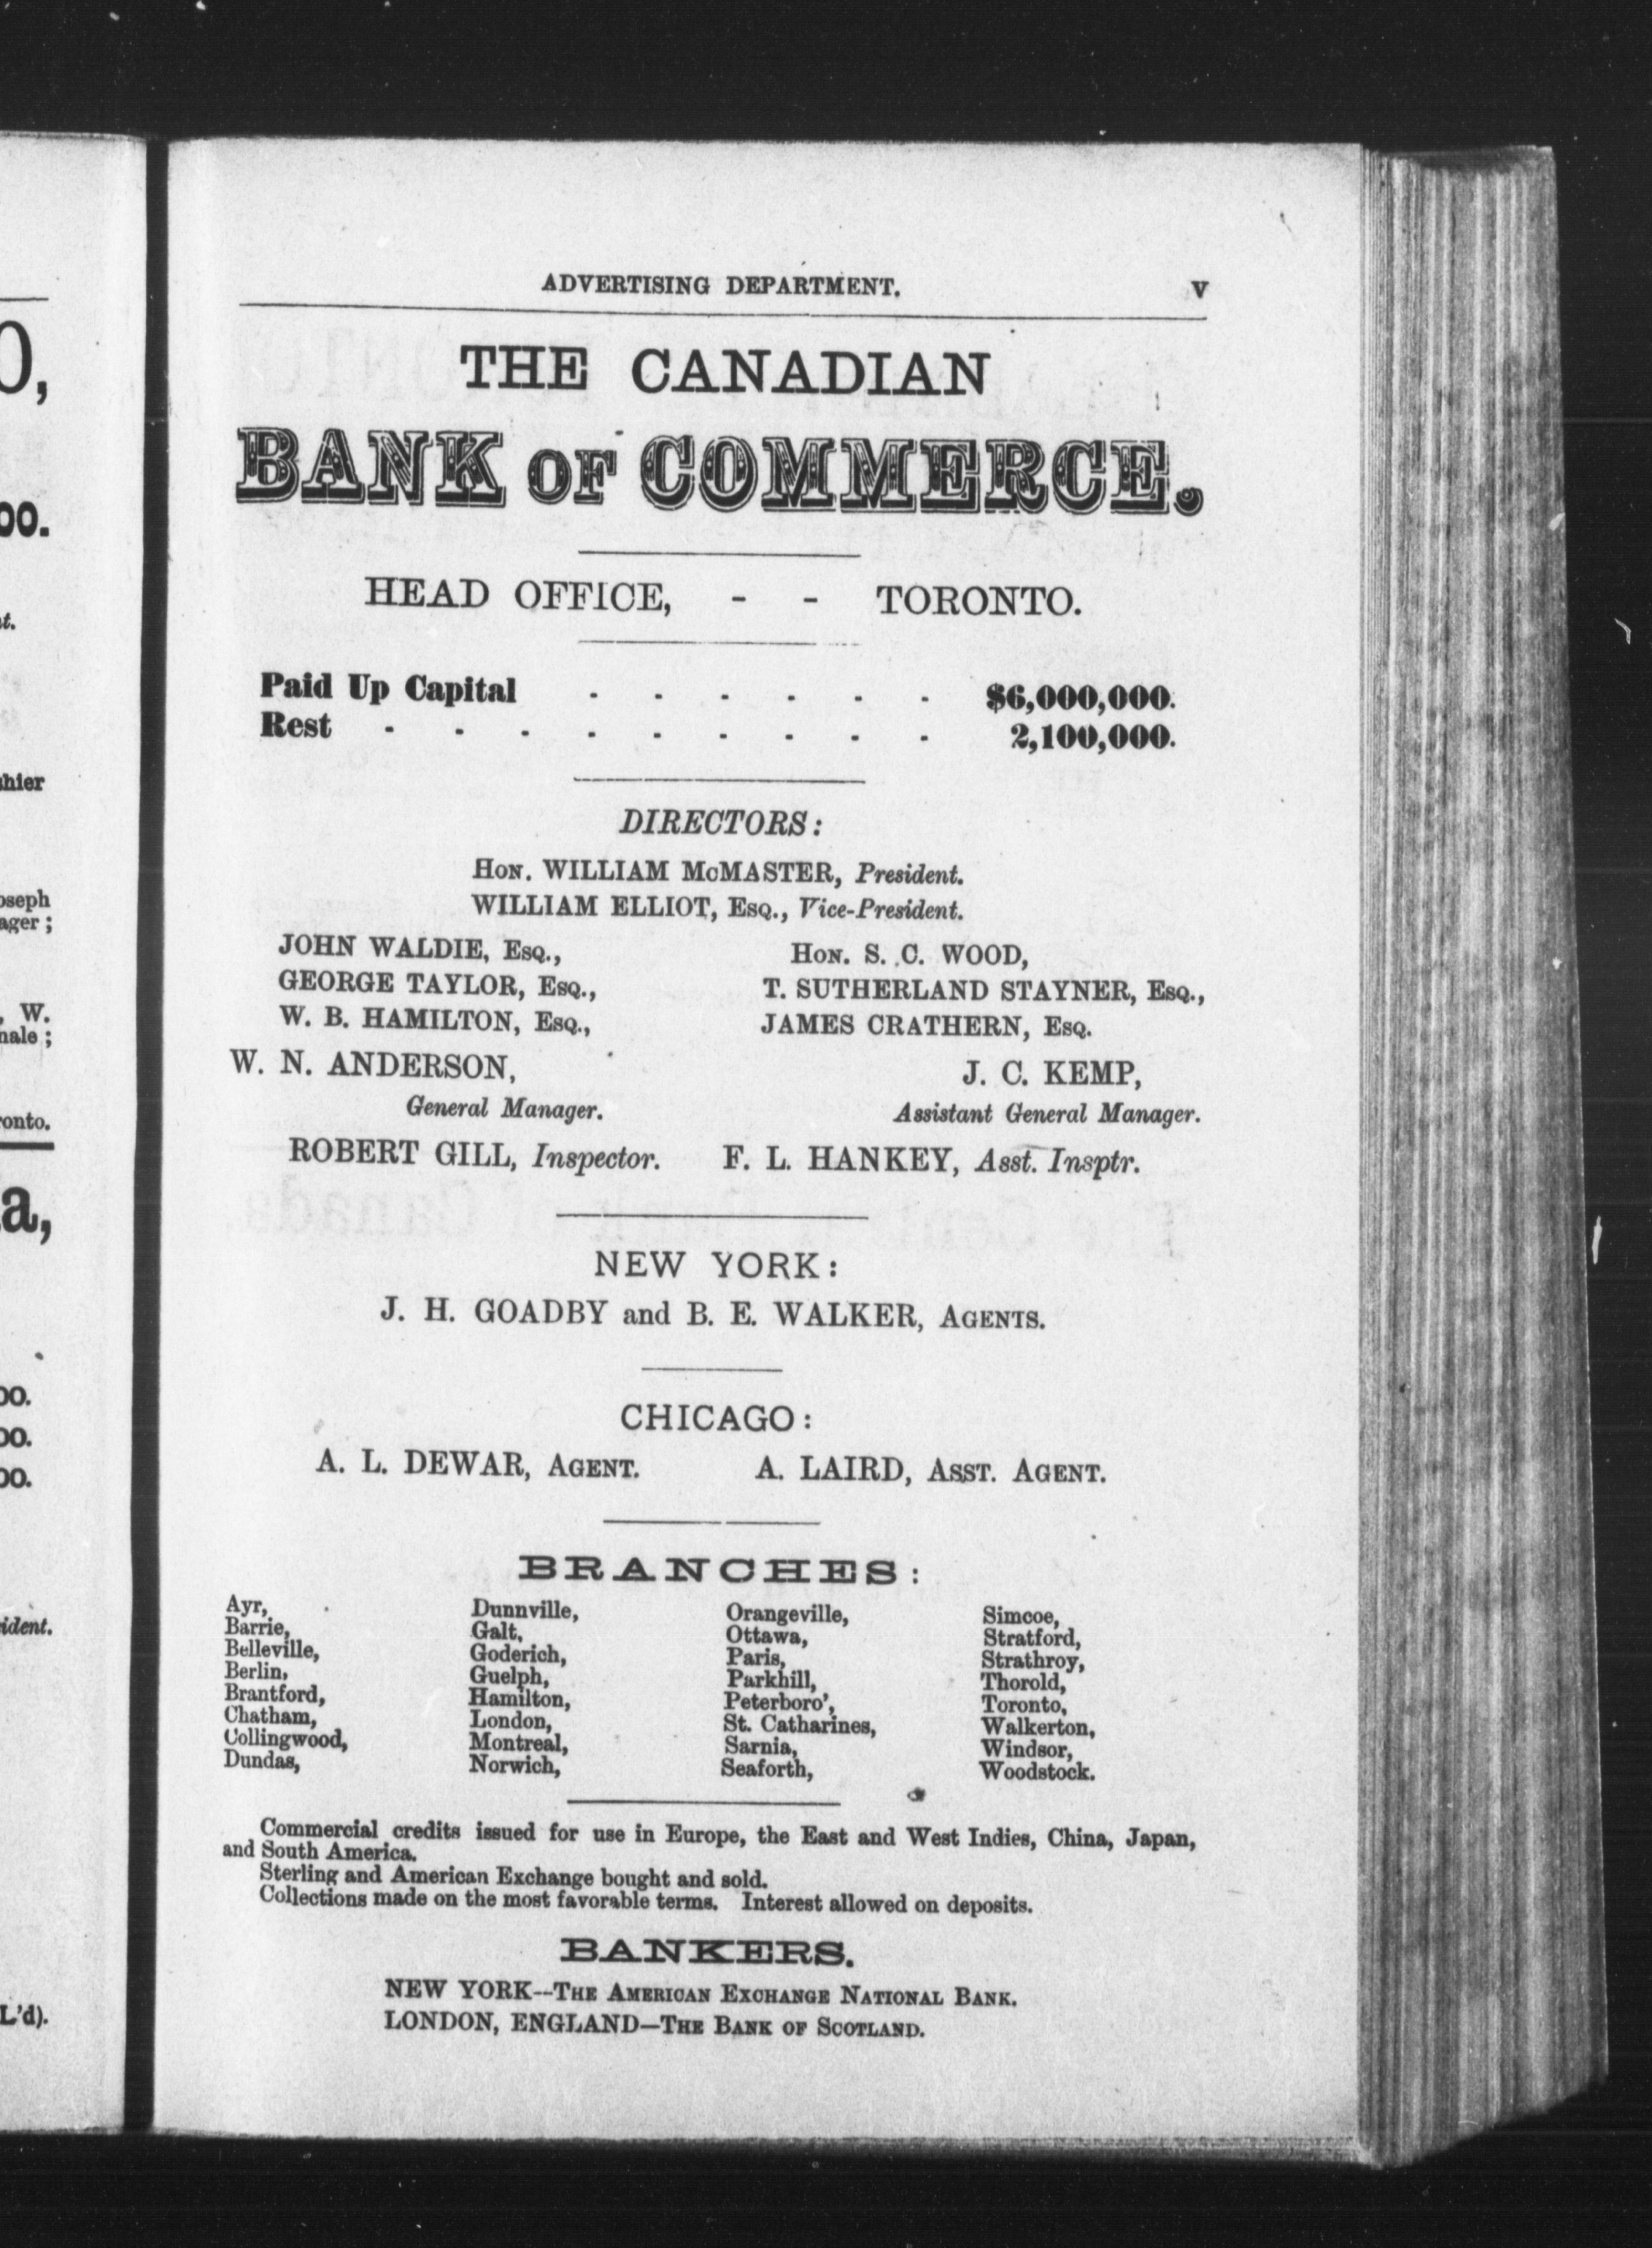 ADVERTISING DEPARTMENT. V
THE CANADIAN
BANK OF COMMERCE.
HEAD OFFICE, - - TORONTO.
Paid Up Capital - - - - - - $6,000,000.
Rest - - - - - - - - - 2,100,000.
DIRECTORS:
HON. WILLIAM McMASTER, President.
WILLIAM ELLIOT, ESQ., Vice-President.
JOHN WALDIE, ESQ., HON. S. C. WOOD,
GEORGE TAYLOR, ESQ., T. SUTHERLAND STAYNER, ESQ.,
W. B. HAMILTON, ESQ., JAMES CRATHERN, ESQ.
W. N. ANDERSON, J. C. KEMP,
General Manager. Assistant General Manager.
ROBERT GILL, Inspector. F. L. HANKEY, Asst. Insptr.
NEW YORK:
J. H. GOADBY and B. E. WALKER, AGENTS.
CHICAGO:
A. L. DEWAR, AGENT. A. LAIRD, ASST. AGENT.
BRANCHES:
Ayr, Dunnville, Orangeville, Simcoe,
Barrie, Galt, Ottawa, Stratford,
Belleville, Goderich, Paris, Strathroy,
Berlin, Guelph, Parkhill, Thorold,
Brantford, Hamilton, Peterboro', Toronto,
Chatham, London, St. Catharines, Walkerton,
Collingwood, Montreal, Sarnia, Windsor,
Dundas, Norwich, Seaforth, Woodstock.
Commercial credits issued for use in Europe, the East and West Indies, China, Japan,
and South America.
Sterling and American Exchange bought and sold.
Collections made on the most favorable terms. Interest allowed on deposits.
BANKERS.
NEW YORK--THE AMERICAN EXCHANGE NATIONAL BANK.
LONDON, ENGLAND—THE BANK OF SCOTLAND.